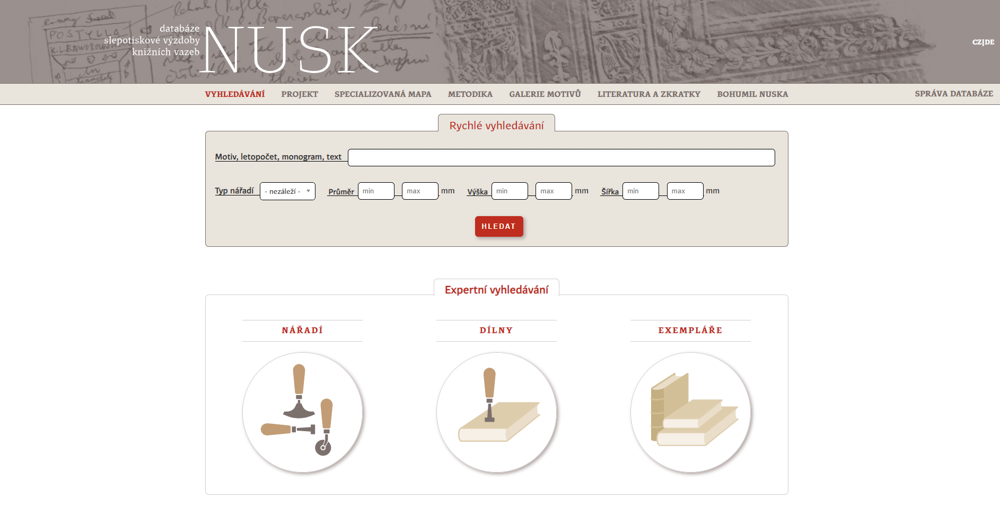 databáze
slepotiskové výzdoby
knižních vazeb
NUSK
CZ|DE
VYHLEDÁVÁNÍ PROJEKT SPECIALIZOVANÁ MAPA METODIKA GALERIE MOTIVŮ LITERATURA A ZKRATKY BOHUMIL NUSKA SPRÁVA DATABÁZE
Rychlé vyhledávání
Motiv, letopočet, monogram, text
Typ nářadí - nezáleží - Průměr min max mm Výška min max mm Šířka min max mm
HLEDAT
Expertní vyhledávání
NÁŘADÍ DÍLNY EXEMPLÁŘE
POSTYLLA